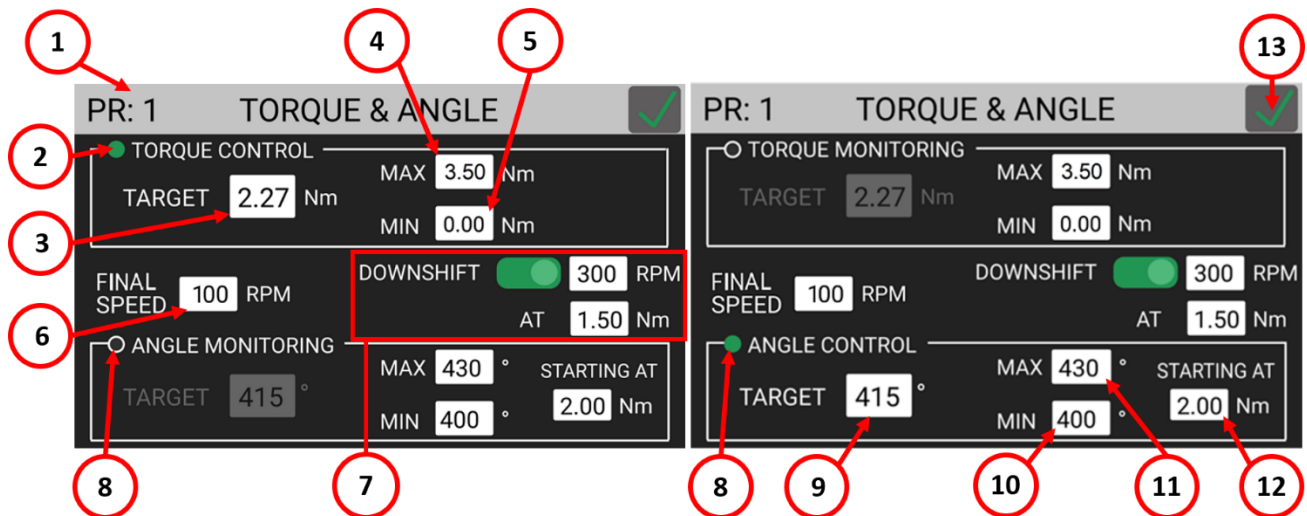 1 4 5 13
PR: 1 TORQUE & ANGLE
TORQUE CONTROL
TARGET 2.27 Nm
MAX 3.50 Nm
MIN 0.00 Nm
FINAL SPEED 100 RPM
DOWNSHIFT 300 RPM
AT 1.50 Nm
ANGLE MONITORING
TARGET 415 °
MAX 430 °
MIN 400 °
STARTING AT
2.00 Nm
2
3
6
8 7
PR: 1 TORQUE & ANGLE
TORQUE MONITORING
TARGET 2.27 Nm
MAX 3.50 Nm
MIN 0.00 Nm
FINAL SPEED 100 RPM
DOWNSHIFT 300 RPM
AT 1.50 Nm
ANGLE CONTROL
TARGET 415 °
MAX 430 °
MIN 400 °
STARTING AT
2.00 Nm
8 9 10 11 12